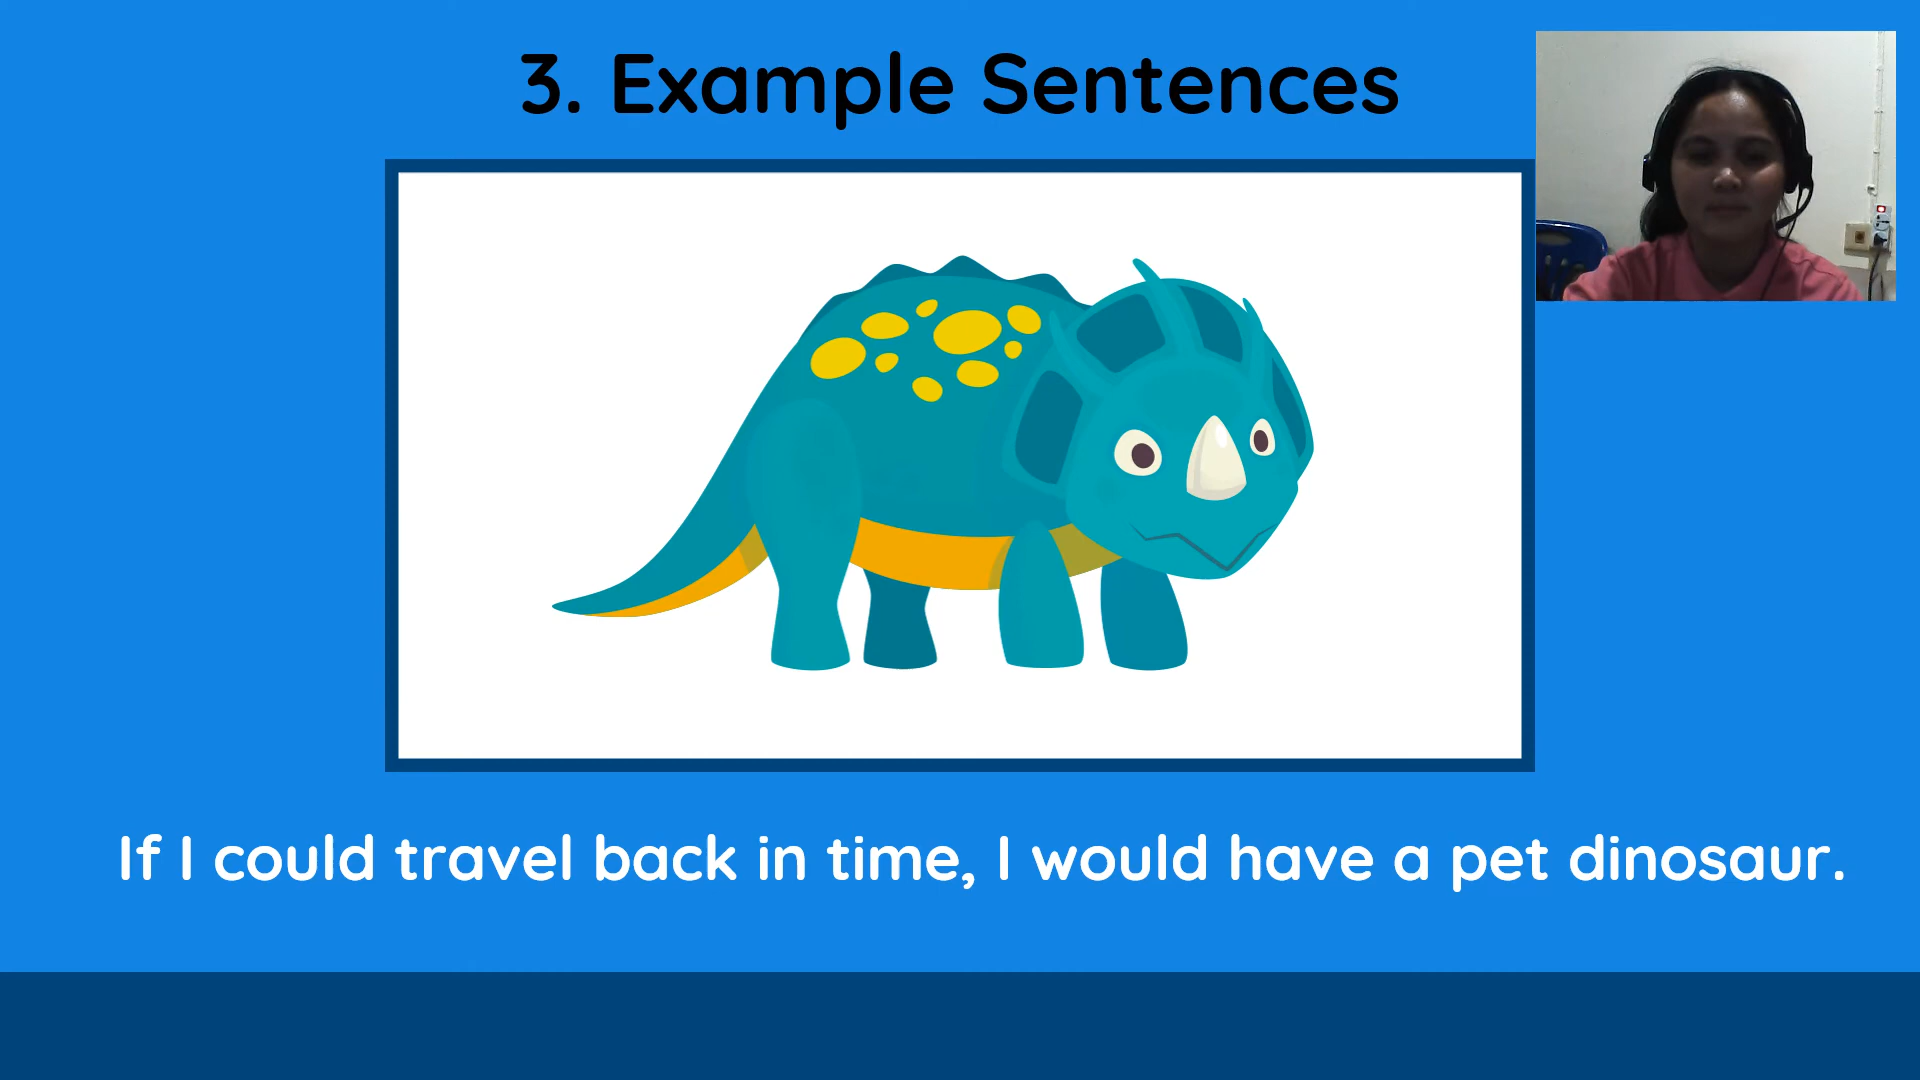 3. Example Sentences
If I could travel back in time, I would have a pet dinosaur.